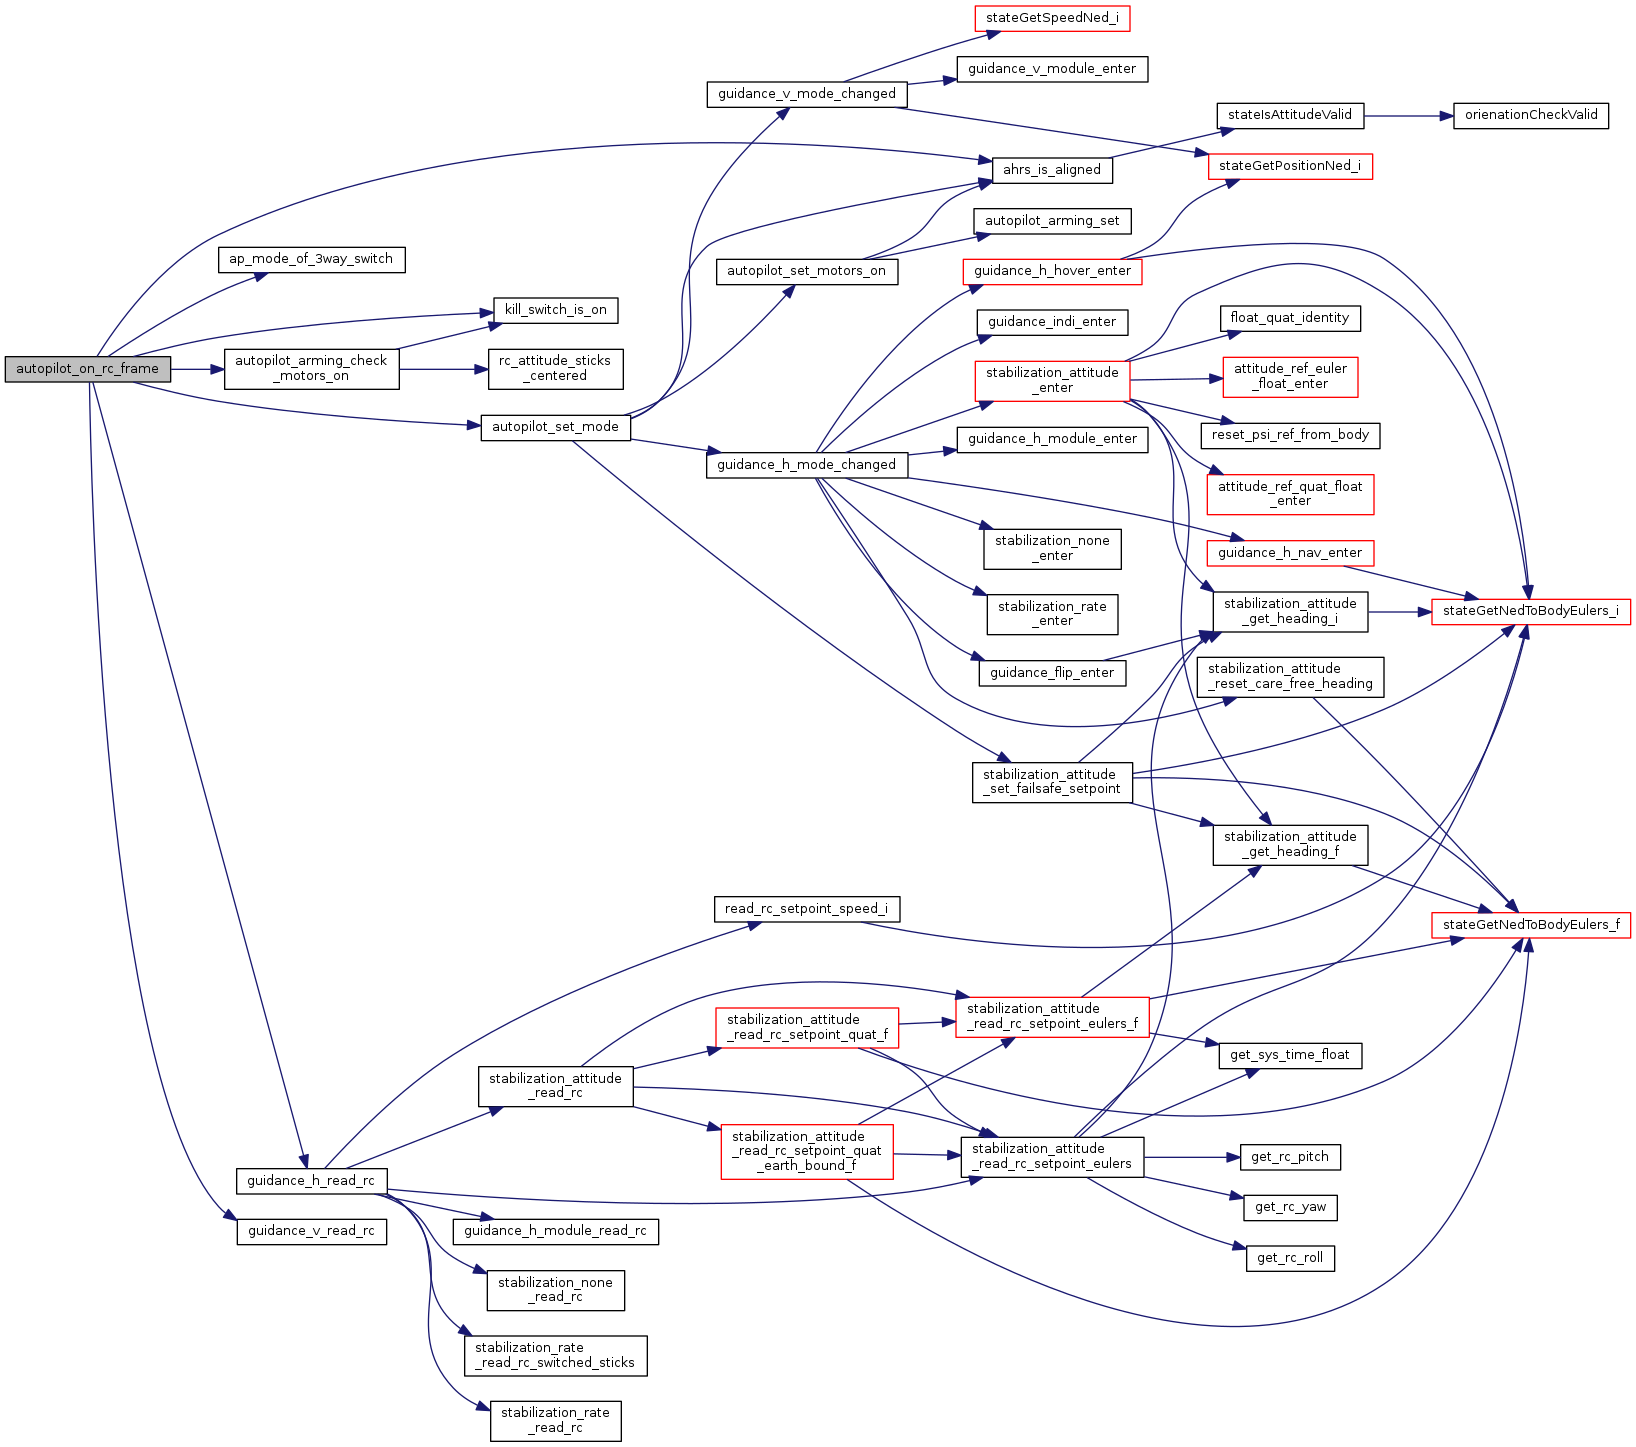 stateGetSpeedNed_i
guidance_v_module_enter
guidance_v_mode_changed
stateIsAttitudeValid
orienationCheckValid
ahrs_is_aligned
stateGetPositionNed_i
autopilot_arming_set
ap_mode_of_3way_switch
autopilot_set_motors_on
guidance_h_hover_enter
kill_switch_is_on
guidance_indi_enter
float_quat_identity
autopilot_on_rc_frame
autopilot_arming_check
_motors_on
rc_attitude_sticks
_centered
stabilization_attitude
_enter
attitude_ref_euler
_float_enter
autopilot_set_mode
guidance_h_module_enter
reset_psi_ref_from_body
guidance_h_mode_changed
attitude_ref_quat_float
_enter
stabilization_none
_enter
guidance_h_nav_enter
stabilization_rate
_enter
stabilization_attitude
_get_heading_i
stateGetNedToBodyEulers_i
guidance_flip_enter
stabilization_attitude
_reset_care_free_heading
stabilization_attitude
_set_failsafe_setpoint
stabilization_attitude
_get_heading_f
read_rc_setpoint_speed_i
stateGetNedToBodyEulers_f
stabilization_attitude
_read_rc_setpoint_quat_f
stabilization_attitude
_read_rc_setpoint_eulers_f
get_sys_time_float
stabilization_attitude
_read_rc
stabilization_attitude
_read_rc_setpoint_quat
_earth_bound_f
stabilization_attitude
_read_rc_setpoint_eulers
get_rc_pitch
guidance_h_read_rc
get_rc_yaw
guidance_v_read_rc
guidance_h_module_read_rc
get_rc_roll
stabilization_none
_read_rc
stabilization_rate
_read_rc_switched_sticks
stabilization_rate
_read_rc